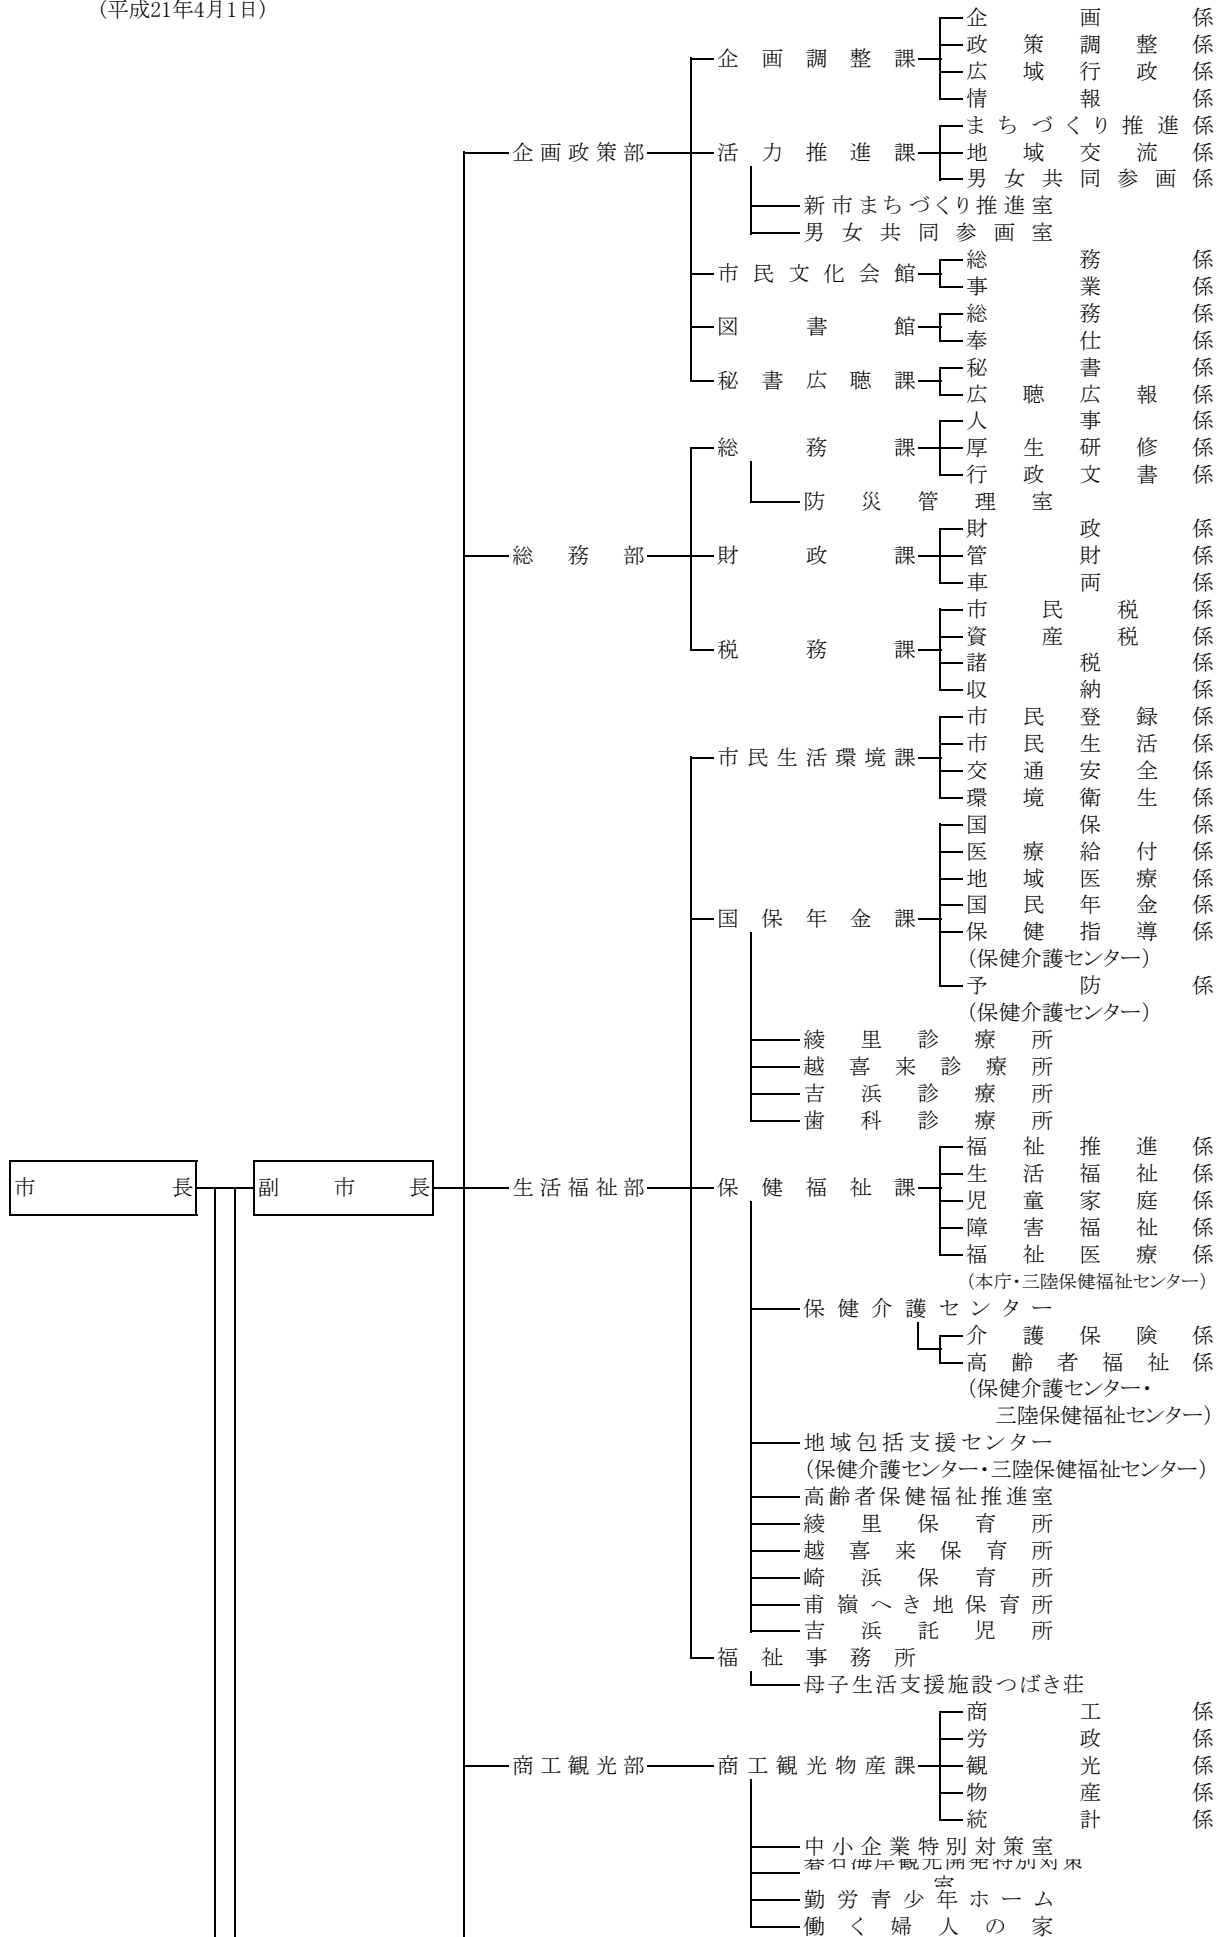 (平成21年4月1日)
企画係
政策調整係
企画調整課
広域行政係
情報係
まちづくり推進係
企画政策部
活力推進課
地域交流係
男女共同参画係
新市まちづくり推進室
男女共同参画室
市民文化会館
総務係
事業係
図書館
総務係
奉仕係
秘書広聴課
秘書係
広聴広報係
人事係
総務課
厚生研修係
行政文書係
防災管理室
財政係
総務部
財政課
管財係
車両係
市民税係
資産税係
税務課
諸税係
収納係
市民登録係
市民生活環境課
市民生活係
交通安全係
環境衛生係
国保係
医療給付係
地域医療係
国保年金課
国民年金係
保健指導係
(保健介護センター)
予防係
(保健介護センター)
綾里診療所
越喜来診療所
吉浜診療所
歯科診療所
福祉推進係
市長
副市長
生活福祉部
保健福祉課
生活福祉係
児童家庭係
障害福祉係
福祉医療係
(本庁・三陸保健福祉センター)
保健介護センター
介護保険係
高齢者福祉係
(保健介護センター・
三陸保健福祉センター)
地域包括支援センター
(保健介護センター・三陸保健福祉センター)
高齢者保健福祉推進室
綾里保育所
越喜来保育所
崎浜保育所
甫嶺へき地保育所
吉浜託児所
福祉事務所
母子生活支援施設つばき荘
商工係
労政係
商工観光部
商工観光物産課
観光係
物産係
統計係
中小企業特別対策室
碁石海岸観光開発特別対策
室
勤労青少年ホーム
働く婦人の家